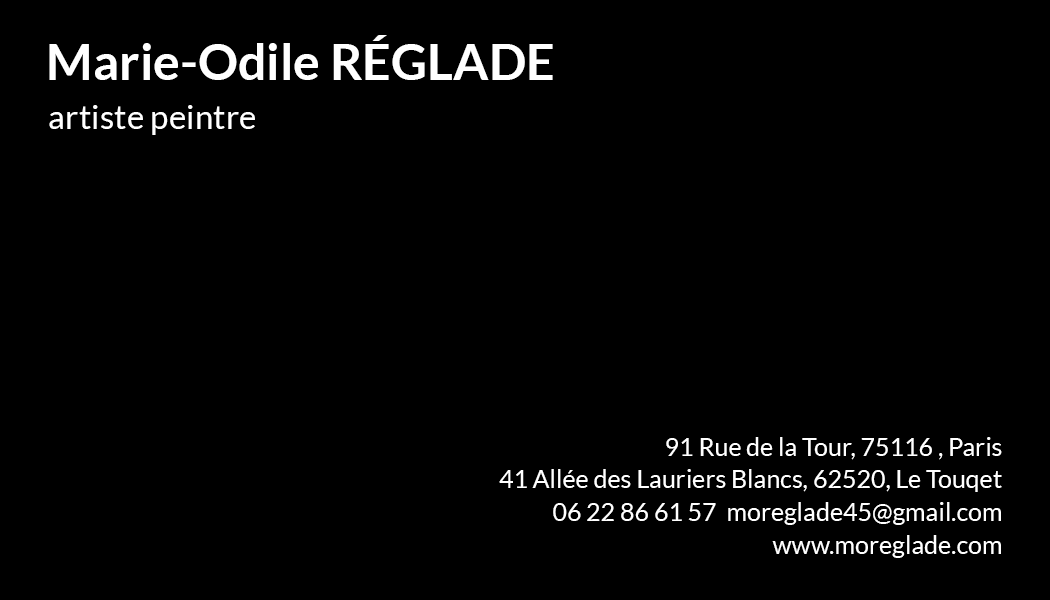 Marie-Odile RÉGLADE
artiste peintre
91 Rue de la Tour, 75116 , Paris
41 Allée des Lauriers Blancs, 62520, Le Touqet
06 22 86 61 57  moreglade45@gmail.com
www.moreglade.com